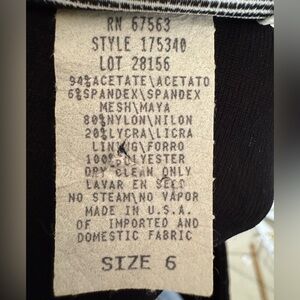 RN 67563
STYLE 175340
LOT 28156
94%ACETATE\ACETATO
6%SPANDEX\SPANDEX
MESH/MAYA
80%NYLON\NILON
20%LYCRA\LICRA
LINING/FORRO
100%POLYESTER
DRY CLEAN ONLY
LAVAR EN SECO
NO STEAM\NO VAPOR
MADE IN U.S.A.
OF IMPORTED AND
DOMESTIC FABRIC
SIZE 6